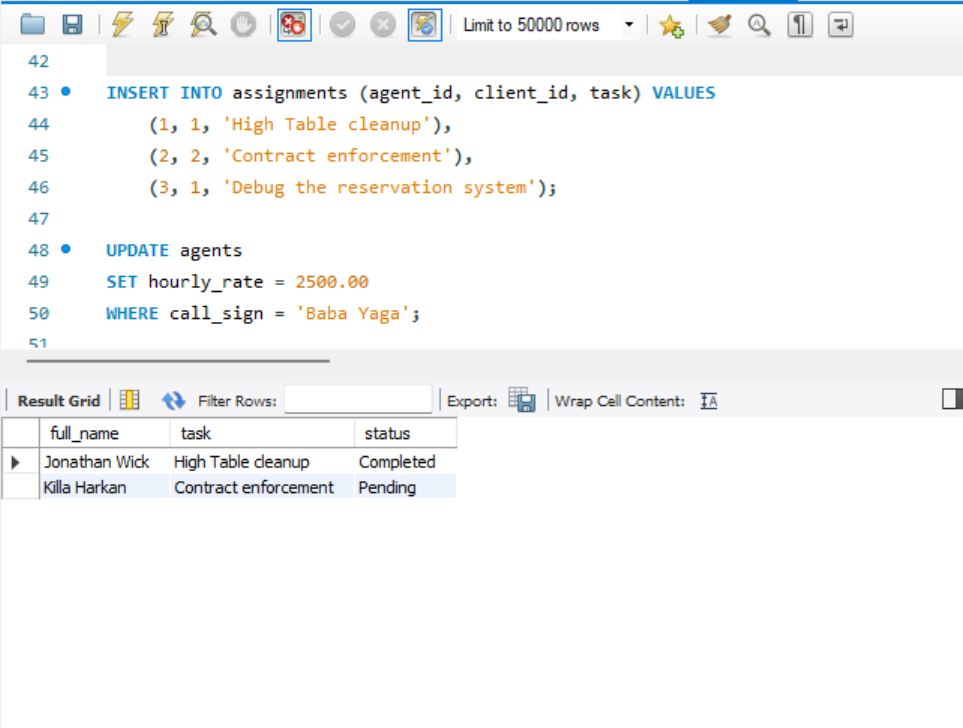 Limit to 50000 rows
42
43 INSERT INTO assignments (agent_id, client_id, task) VALUES
44 (1, 1, 'High Table cleanup'),
45 (2, 2, 'Contract enforcement'),
46 (3, 1, 'Debug the reservation system');
47
48 UPDATE agents
49 SET hourly_rate = 2500.00
50 WHERE call_sign = 'Baba Yaga';
51
Result Grid Filter Rows: Export: Wrap Cell Content:
full_name task status
Jonathan Wick High Table cleanup Completed
Killa Harkan Contract enforcement Pending